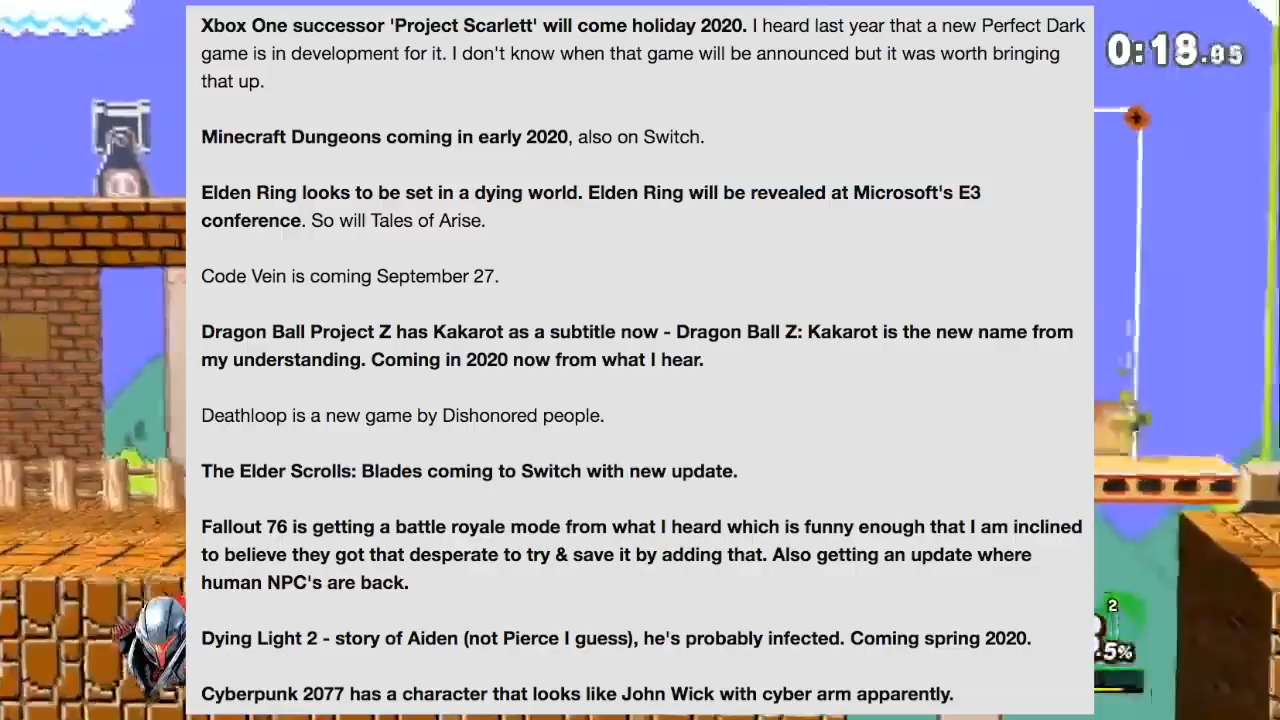 Xbox One successor 'Project Scarlett' will come holiday 2020. I heard last year that a new Perfect Dark
game is in development for it. I don't know when that game will be announced but it was worth bringing
that up.
0:18.95
Minecraft Dungeons coming in early 2020, also on Switch.
Elden Ring looks to be set in a dying world. Elden Ring will be revealed at Microsoft's E3
conference. So will Tales of Arise.
Code Vein is coming September 27.
Dragon Ball Project Z has Kakarot as a subtitle now - Dragon Ball Z: Kakarot is the new name from
my understanding. Coming in 2020 now from what I hear.
Deathloop is a new game by Dishonored people.
The Elder Scrolls: Blades coming to Switch with new update.
Fallout 76 is getting a battle royale mode from what I heard which is funny enough that I am inclined
to believe they got that desperate to try & save it by adding that. Also getting an update where
human NPC's are back.
2
.5%
Dying Light 2 - story of Aiden (not Pierce I guess), he's probably infected. Coming spring 2020.
Cyberpunk 2077 has a character that looks like John Wick with cyber arm apparently.